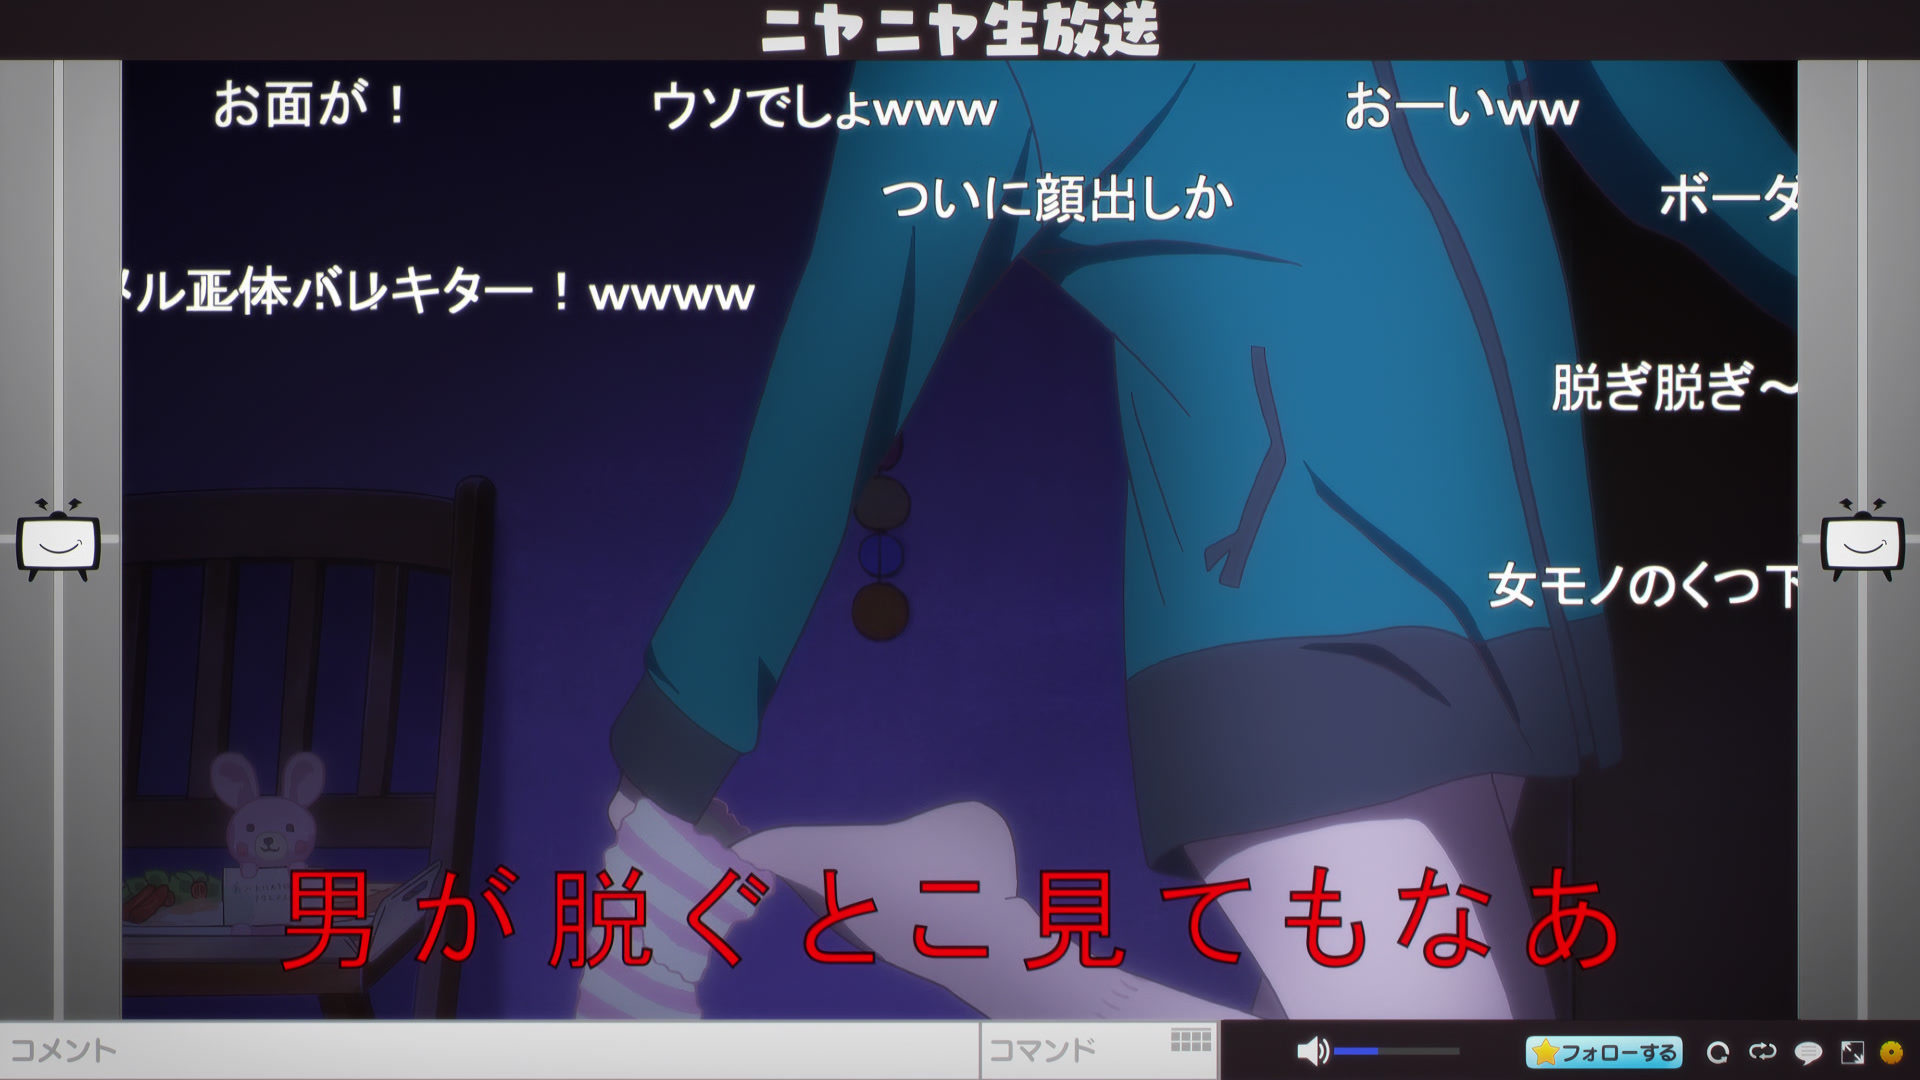 ニヤニヤ生放送
お面が！
ウソでしょwww
おーいww
ついに顔出しか
ボーダ
正体バレキター！wwww
脱ぎ脱ぎ～
女モノのくつ下
男が脱ぐとこ見てもなあ
コメント
コマンド
フォローする